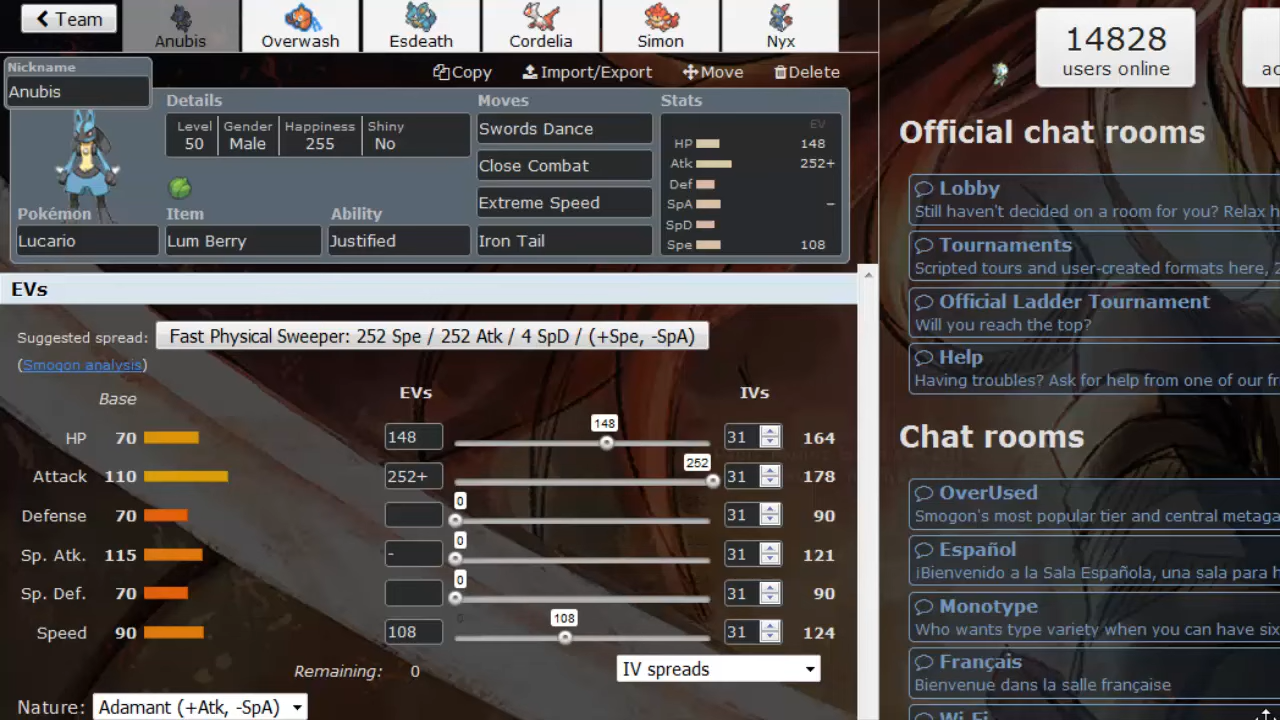 Team
Anubis
Overwash
Esdeath
Cordelia
Simon
Nyx
14828
users online
Nickname
Anubis
Copy
Import/Export
Move
Delete
Details
Moves
Stats
Level
50
Gender
Male
Happiness
255
Shiny
No
Swords Dance
Close Combat
Extreme Speed
Iron Tail
EV
HP 148
Atk 252+
Def
SpA –
SpD
Spe 108
Pokémon
Lucario
Item
Lum Berry
Ability
Justified
EVs
Suggested spread: Fast Physical Sweeper: 252 Spe / 252 Atk / 4 SpD / (+Spe, -SpA)
(Smogon analysis)
Base EVs IVs
HP 70 148 148 31 164
Attack 110 252+ 252 31 178
Defense 70 0 31 90
Sp. Atk. 115 - 0 31 121
Sp. Def. 70 0 31 90
Speed 90 108 108 31 124
Remaining: 0
IV spreads
Nature: Adamant (+Atk, -SpA)
Official chat rooms
Lobby
Still haven't decided on a room for you? Relax
Tournaments
Scripted tours and user-created formats here,
Official Ladder Tournament
Will you reach the top?
Help
Having troubles? Ask for help from one of our
Chat rooms
OverUsed
Smogon's most popular tier and central
Español
¡Bienvenido a la Sala Española, una sala para
Monotype
Who wants type variety when you can have six
Français
Bienvenue dans la salle française
Wi-Fi